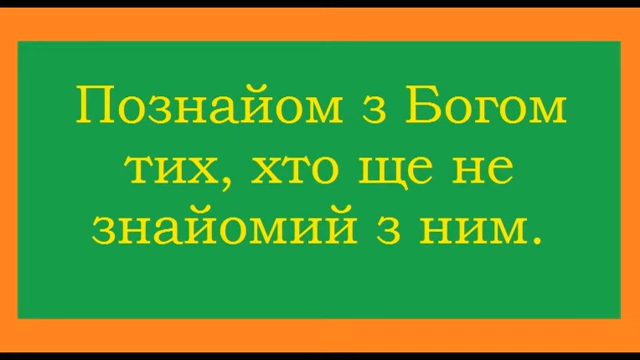 Познайом з Богом
тих, хто ще не
знайомий з ним.